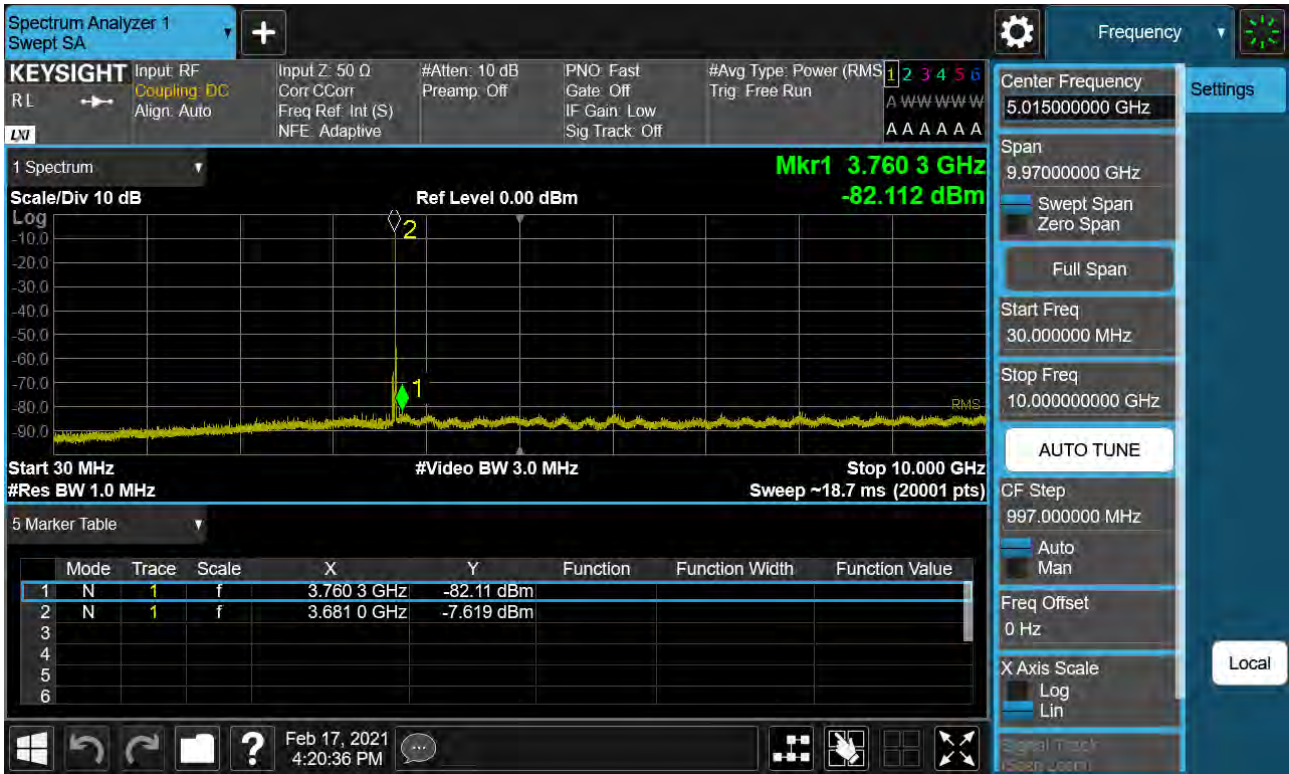 Spectrum Analyzer 1
Swept SA
+
Frequency
KEYSIGHT
RL
LXI
Input: RF
Coupling: DC
Align: Auto
Input Z: 50 Ω
Corr CCorr
Freq Ref: Int (S)
NFE: Adaptive
#Atten: 10 dB
Preamp: Off
PNO: Fast
Gate: Off
IF Gain: Low
Sig Track: Off
#Avg Type: Power (RMS
Trig: Free Run
1 2 3 4 5 6
A W W W W W
A A A A A A
1 Spectrum
Mkr1 3.760 3 GHz
-82.112 dBm
Scale/Div 10 dB
Ref Level 0.00 dBm
Log
-10.0
-20.0
-30.0
-40.0
-50.0
-60.0
-70.0
-80.0
-90.0
2
1
RMS
Start 30 MHz
#Video BW 3.0 MHz
Stop 10.000 GHz
#Res BW 1.0 MHz
Sweep ~18.7 ms (20001 pts)
5 Marker Table
Mode Trace Scale X Y Function Function Width Function Value
1 N 1 f 3.760 3 GHz -82.11 dBm
2 N 1 f 3.681 0 GHz -7.619 dBm
3
4
5
6
Center Frequency
5.015000000 GHz
Settings
Span
9.97000000 GHz
Swept Span
Zero Span
Full Span
Start Freq
30.000000 MHz
Stop Freq
10.000000000 GHz
AUTO TUNE
CF Step
997.000000 MHz
Auto
Man
Freq Offset
0 Hz
X Axis Scale
Log
Lin
Signal Track
(Span Zoom)
Local
?
Feb 17, 2021
4:20:36 PM